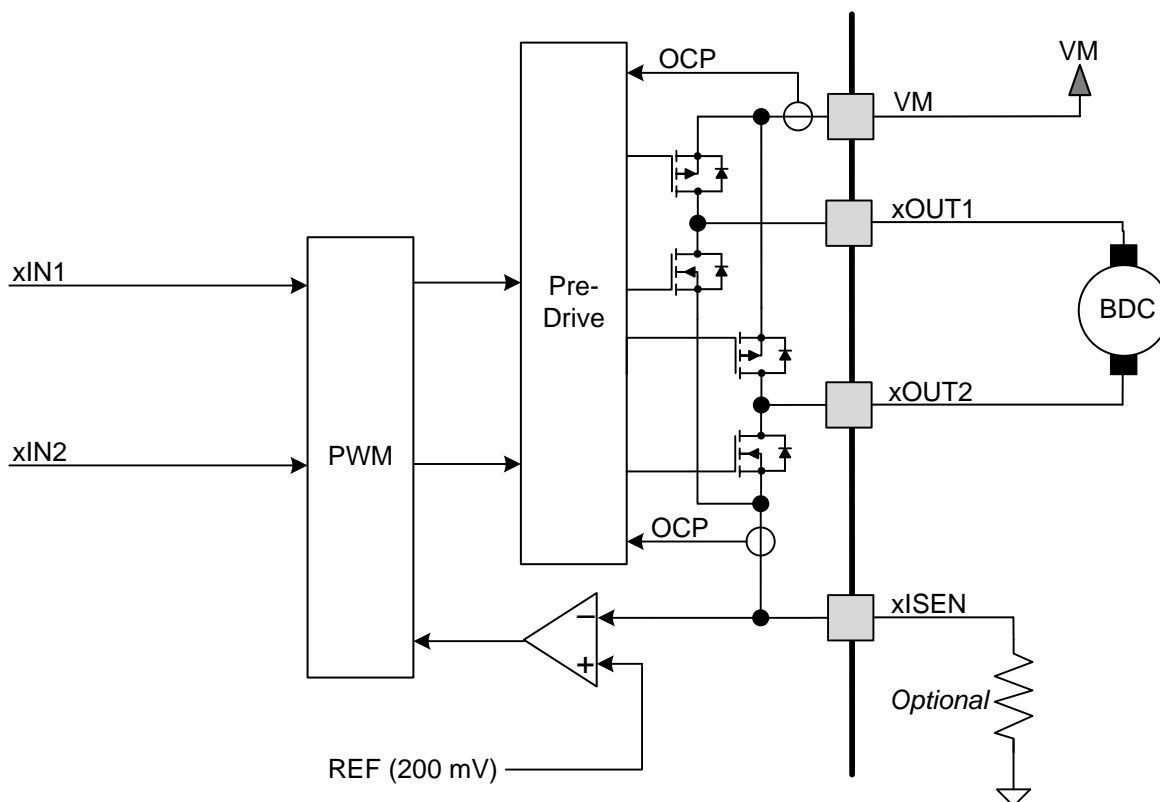 OCP
VM
VM
xOUT1
xIN1
Pre-
Drive
BDC
xOUT2
xIN2
PWM
OCP
xISEN
−
+
Optional
REF (200 mV)